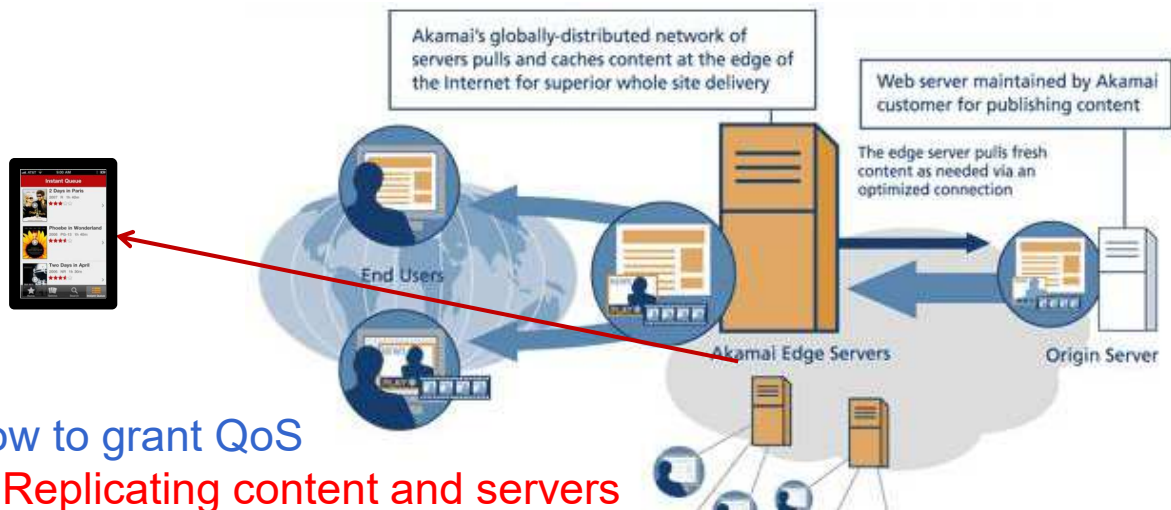 Akamai's globally-distributed network of
servers pulls and caches content at the edge of
the Internet for superior whole site delivery
Web server maintained by Akamai
customer for publishing content
The edge server pulls fresh
content as needed via an
optimized connection
Instant Queue
2 Days in Paris
Phoebe in Wonderland
Two Days in April
End Users
NEWS
PLAY
Akamai Edge Servers
Origin Server
ow to grant QoS
Replicating content and servers